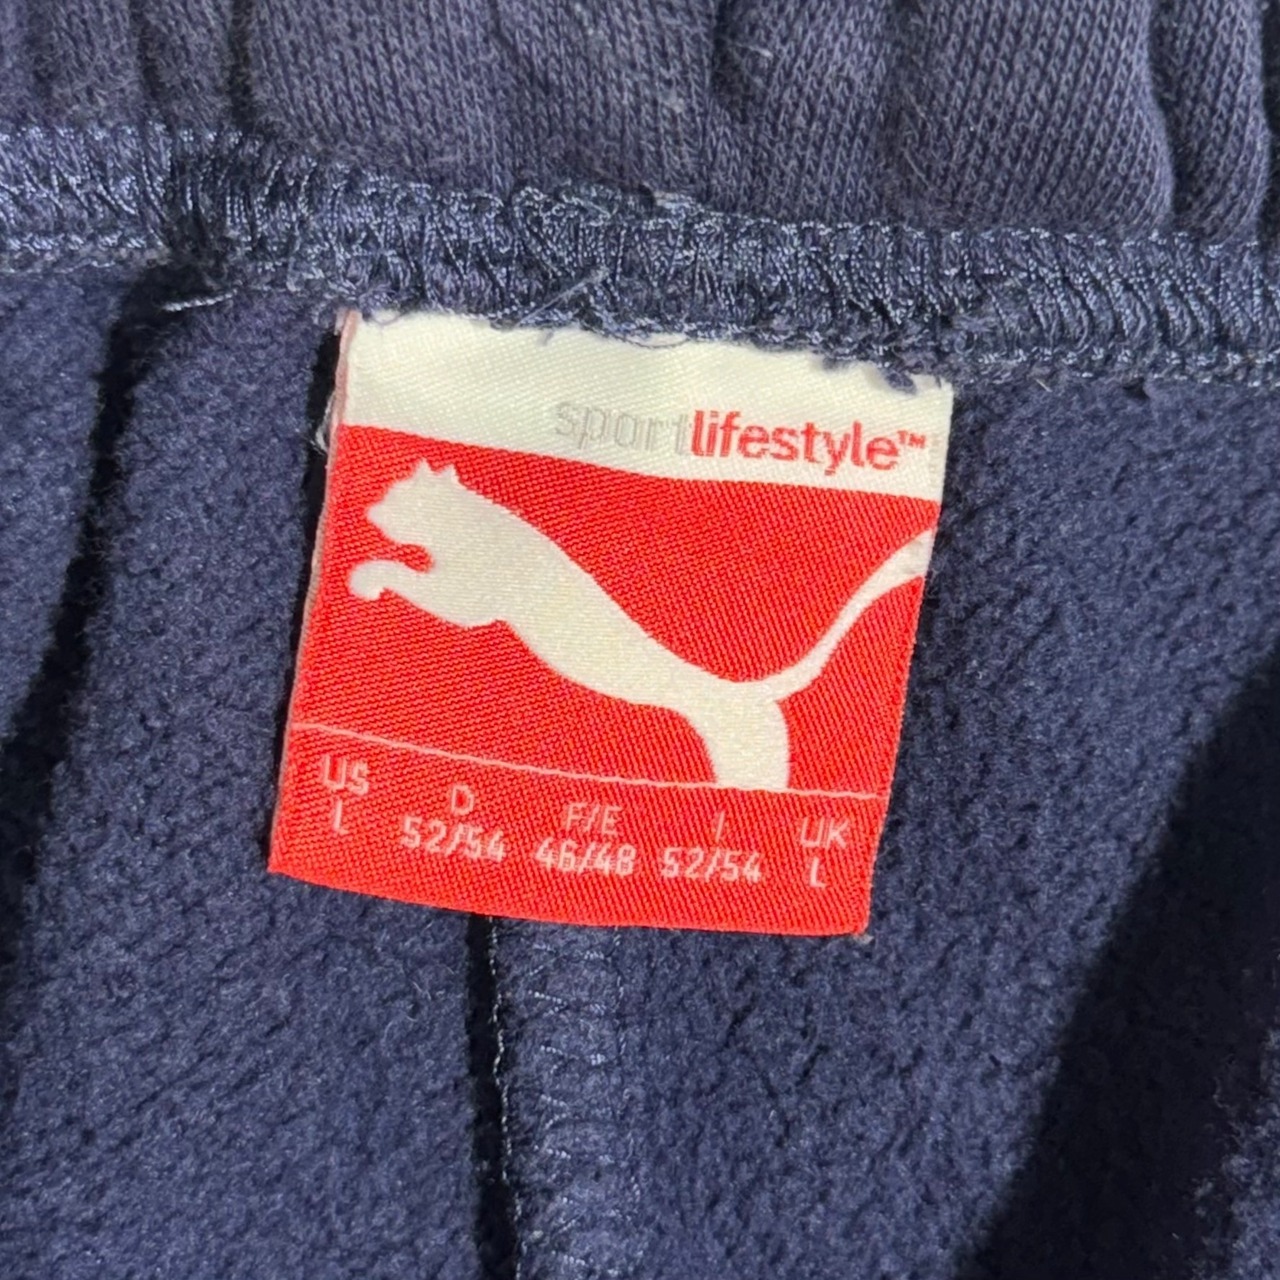 sportlifestyle™
US D F/E I UK
L 52/54 46/48 52/54 L